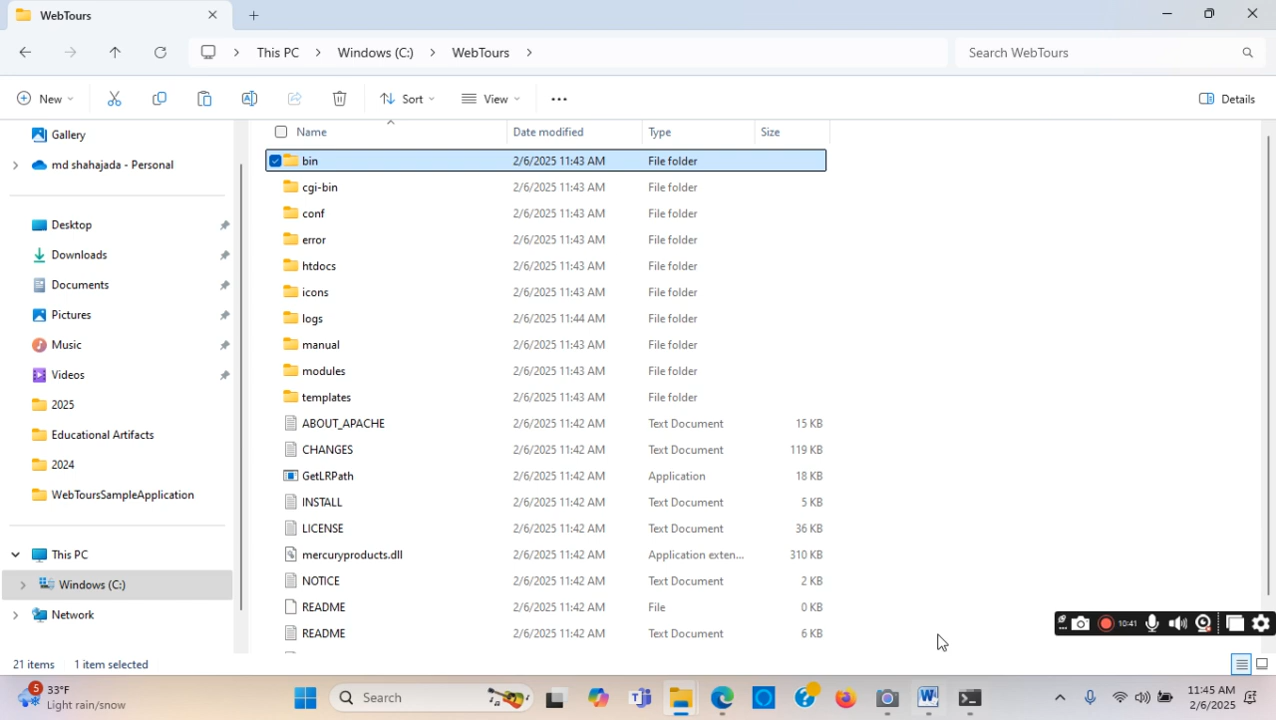 WebTours
This PC > Windows (C:) > WebTours >
Search WebTours
New
Sort
View
Details
Name Date modified Type Size
Gallery
md shahajada - Personal
Desktop
Downloads
Documents
Pictures
Music
Videos
2025
Educational Artifacts
2024
WebToursSampleApplication
This PC
Windows (C:)
Network
bin 2/6/2025 11:43 AM File folder
cgi-bin 2/6/2025 11:43 AM File folder
conf 2/6/2025 11:43 AM File folder
error 2/6/2025 11:43 AM File folder
htdocs 2/6/2025 11:43 AM File folder
icons 2/6/2025 11:43 AM File folder
logs 2/6/2025 11:44 AM File folder
manual 2/6/2025 11:43 AM File folder
modules 2/6/2025 11:43 AM File folder
templates 2/6/2025 11:43 AM File folder
ABOUT_APACHE 2/6/2025 11:42 AM Text Document 15 KB
CHANGES 2/6/2025 11:42 AM Text Document 119 KB
GetLRPath 2/6/2025 11:42 AM Application 18 KB
INSTALL 2/6/2025 11:42 AM Text Document 5 KB
LICENSE 2/6/2025 11:42 AM Text Document 36 KB
mercuryproducts.dll 2/6/2025 11:42 AM Application exten... 310 KB
NOTICE 2/6/2025 11:42 AM Text Document 2 KB
README 2/6/2025 11:42 AM File 0 KB
README 2/6/2025 11:42 AM Text Document 6 KB
10:41
21 items 1 item selected
5
33°F
Light rain/snow
Search
11:45 AM
2/6/2025